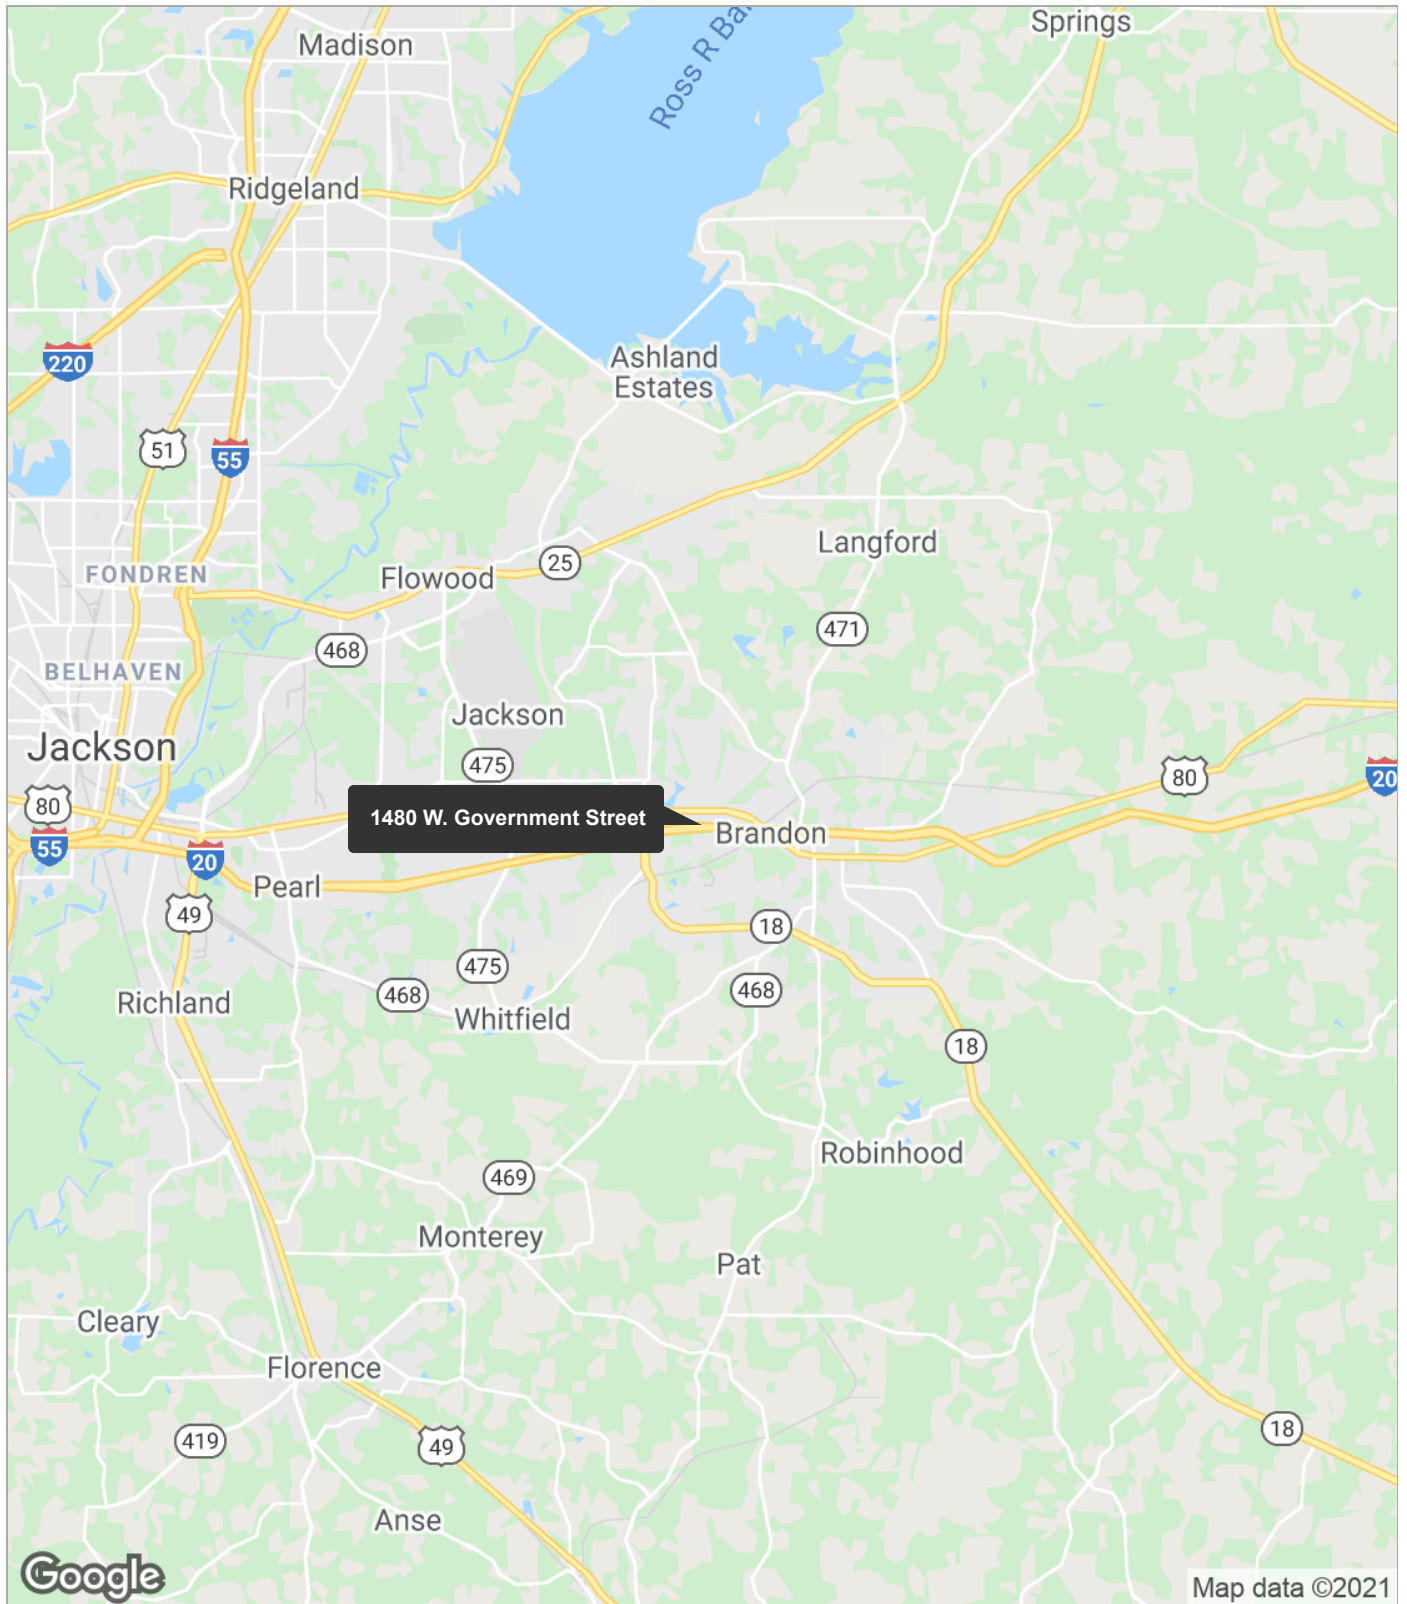 Springs
Madison
Ross R Ba
Ridgeland
Ashland
Estates
220
51
55
Langford
FONDREN
Flowood
25
468
471
BELHAVEN
Jackson
Jackson
475
80
20
80
1480 W. Government Street
Brandon
55
20
Pearl
49
18
475
468
468
Richland
Whitfield
18
Robinhood
469
Monterey
Pat
Cleary
Florence
419
49
18
Anse
Google
Map data ©2021